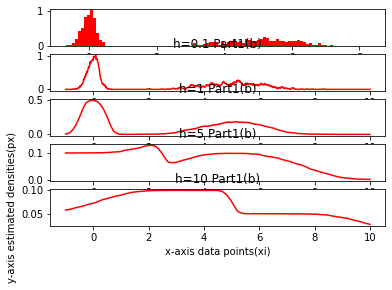 1
0
h=0.1 Part1(b)
1
0
h=1 Part1(b)
0.5
0.0
h=5 Part1(b)
0.1
0.0
h=10 Part1(b)
0.10
0.05
0 2 4 6 8 10
x-axis data points(xi)
y-axis estimated densities(px)